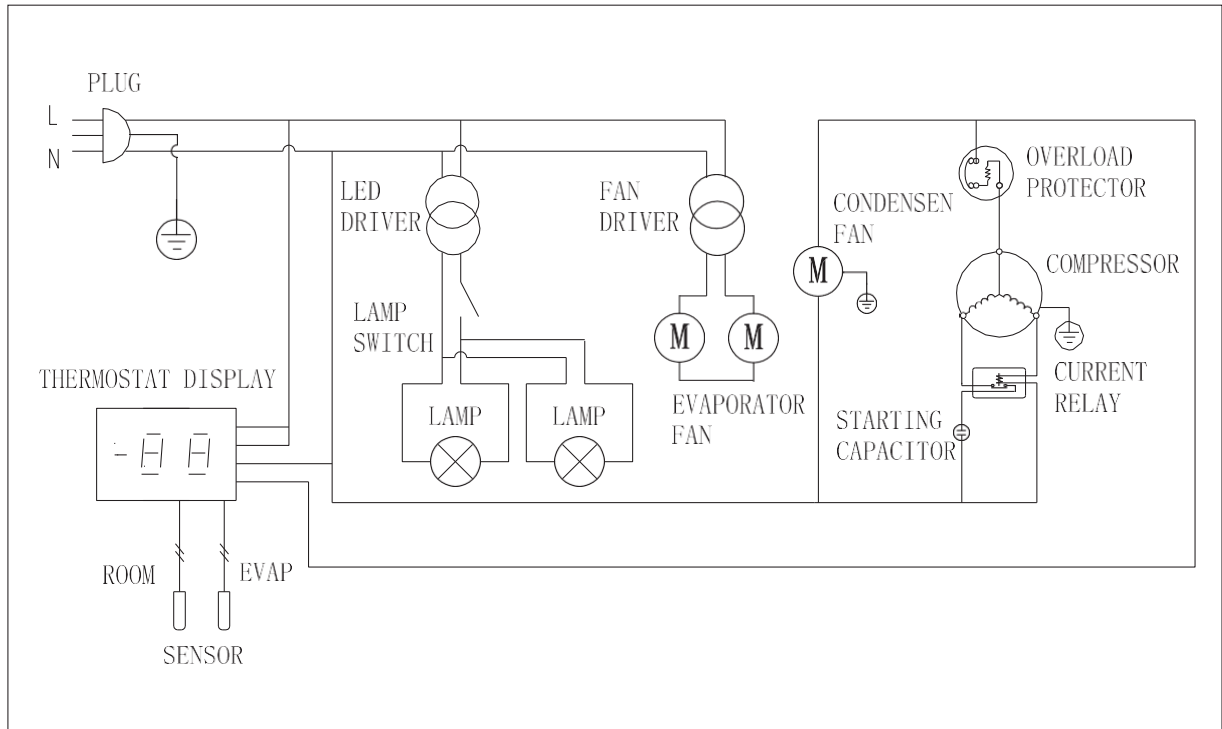 PLUG
L
N
LED
DRIVER
FAN
DRIVER
CONDENSEN
FAN
M
OVERLOAD
PROTECTOR
COMPRESSOR
LAMP
SWITCH
M
M
THERMOSTAT DISPLAY
CURRENT
RELAY
EVAPORATOR
FAN
LAMP
LAMP
STARTING
CAPACITOR
-88
ROOM
EVAP
SENSOR